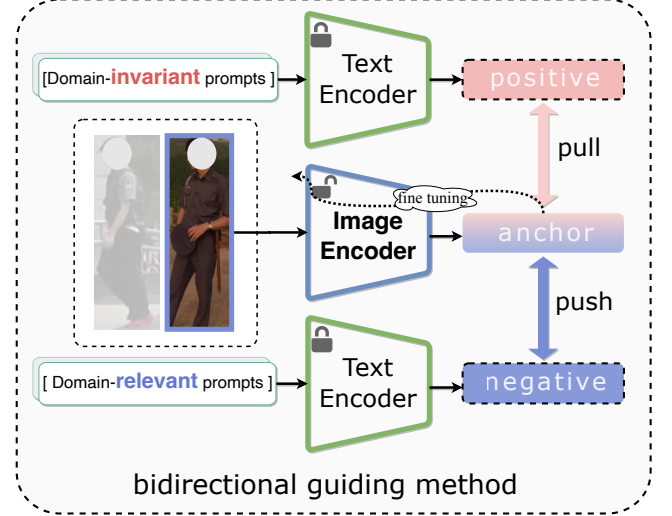 [Domain-invariant prompts ]
Text
Encoder
positive
pull
fine tuning
Image
Encoder
anchor
push
[ Domain-relevant prompts ]
Text
Encoder
negative
bidirectional guiding method